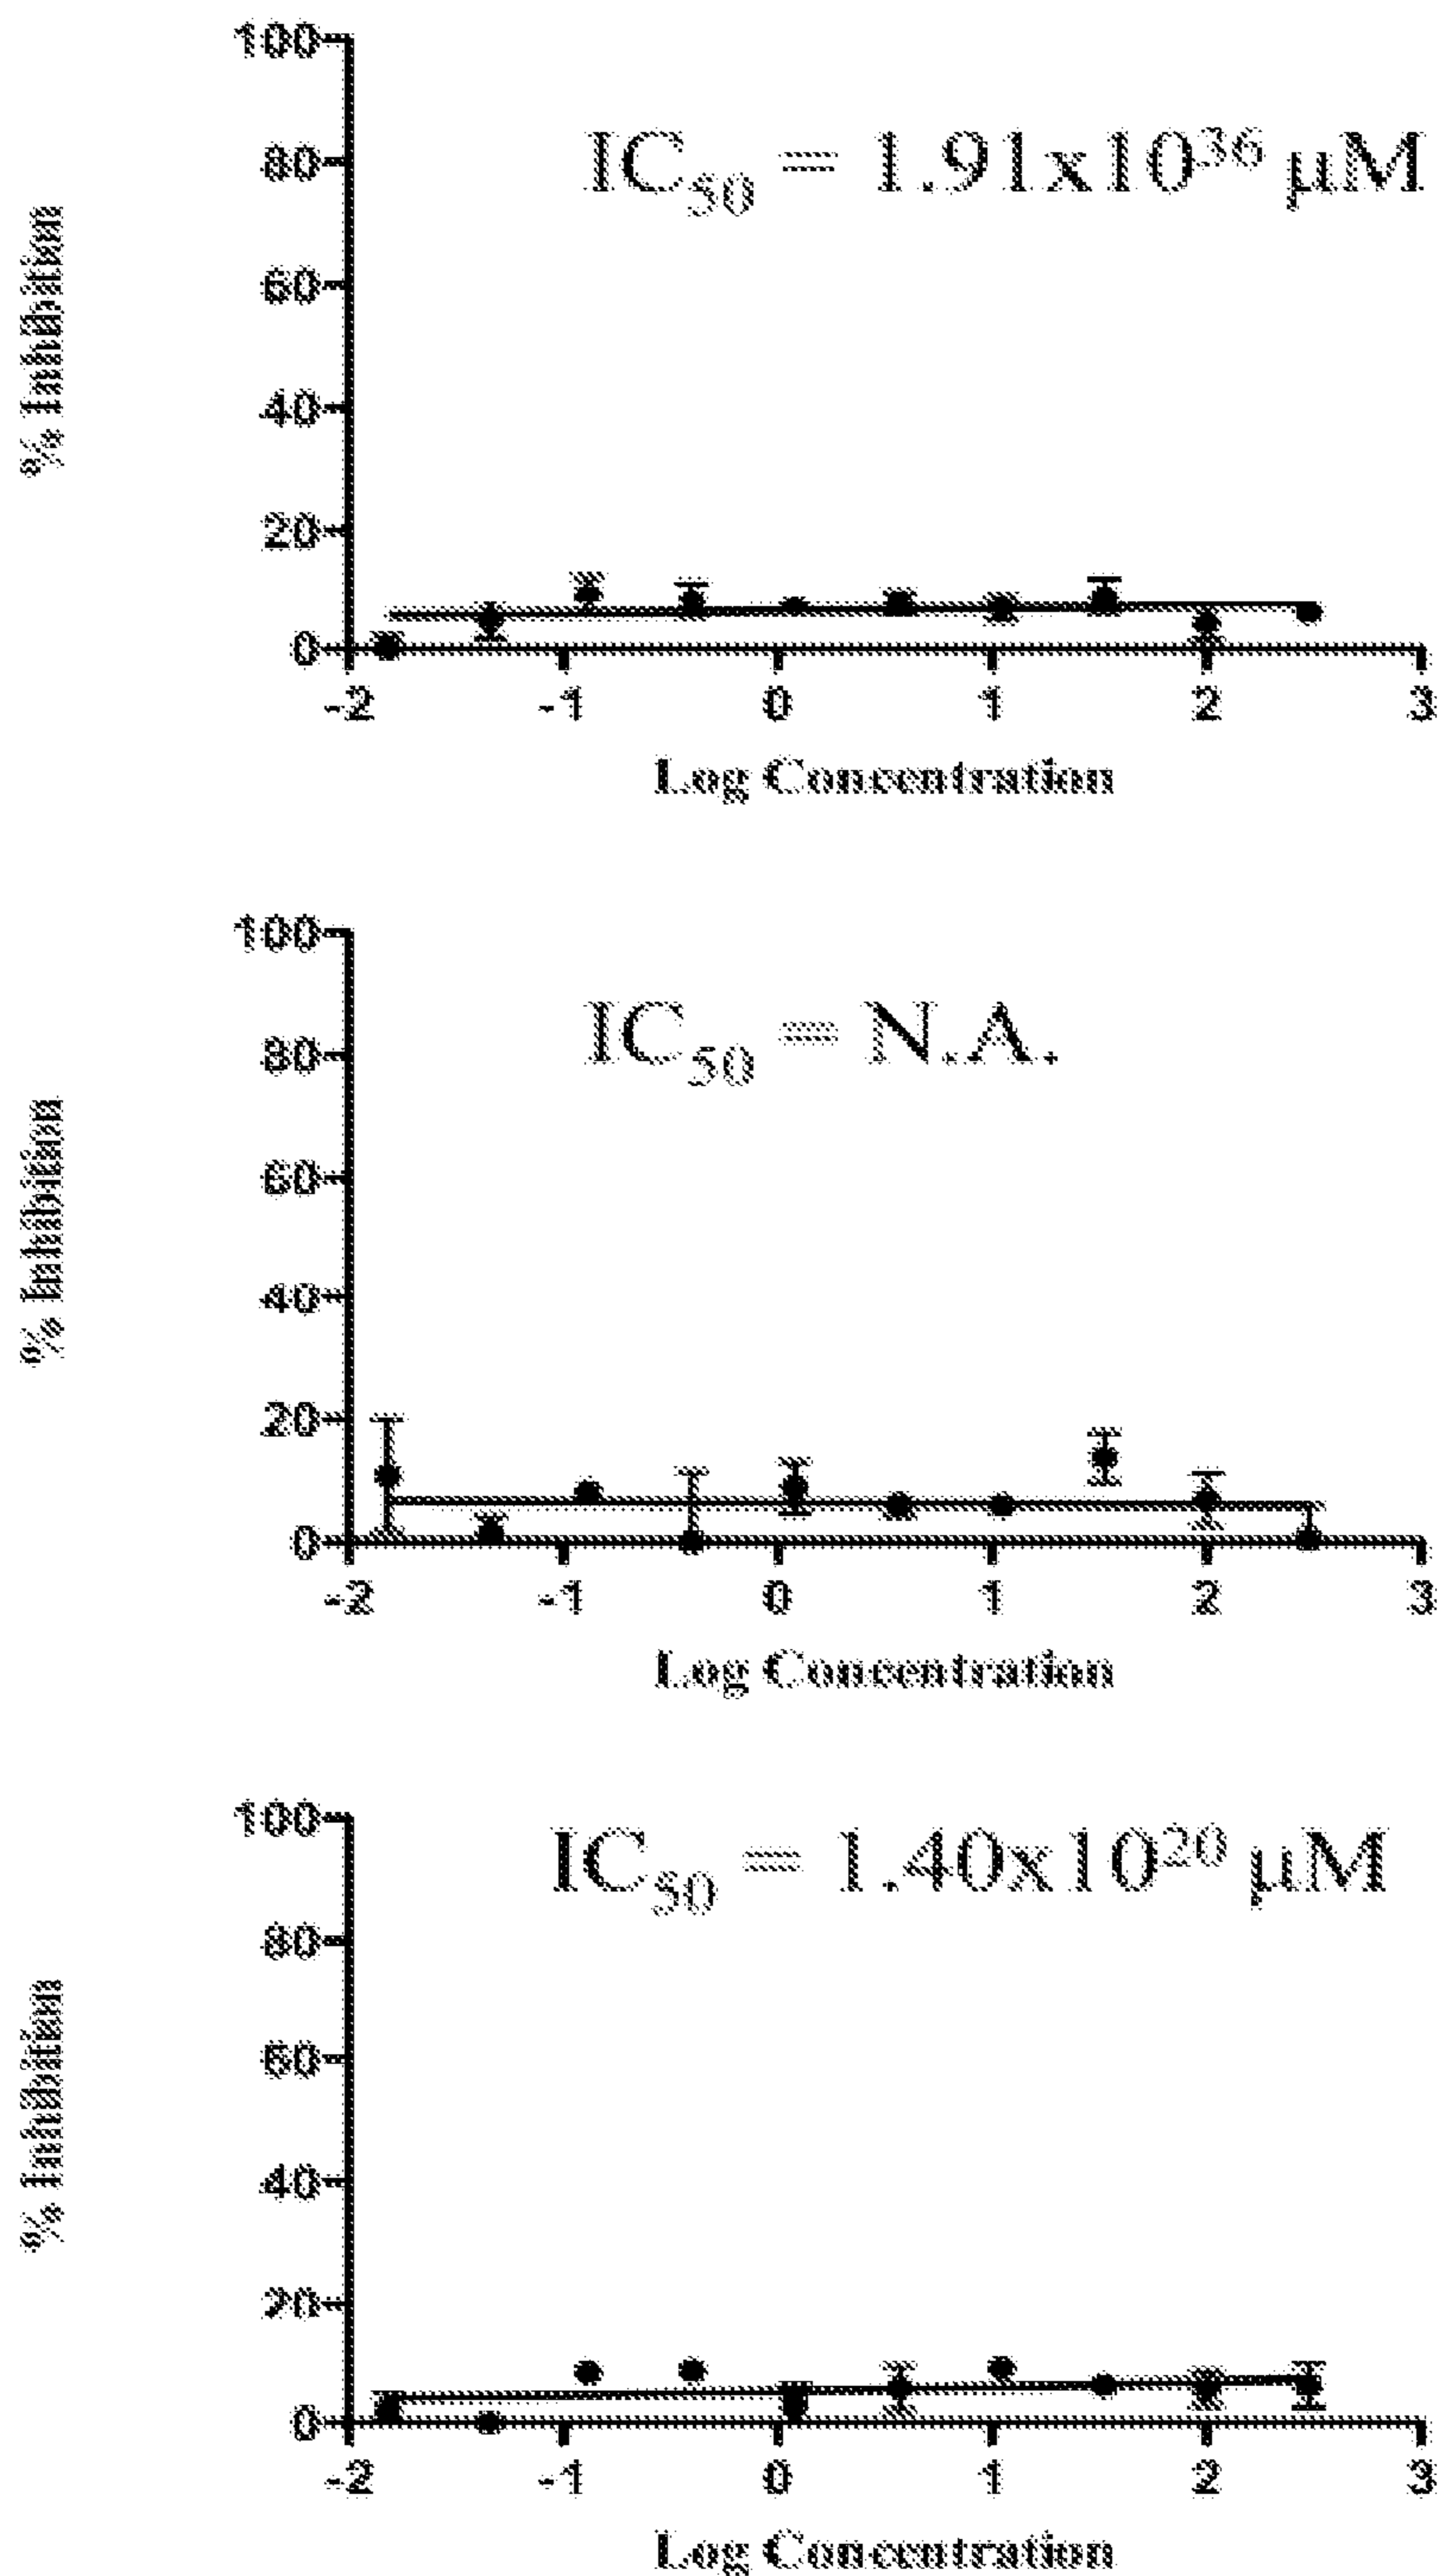 100
IC50 = 1.91x10^36 µM
80
60
40
20
0
-2 -1 0 1 2 3
% Inhibition
Log Concentration
100
IC50 = N.A.
80
60
40
20
0
-2 -1 0 1 2 3
% Inhibition
Log Concentration
100
IC50 = 1.40x10^20 µM
80
60
40
20
0
-2 -1 0 1 2 3
% Inhibition
Log Concentration